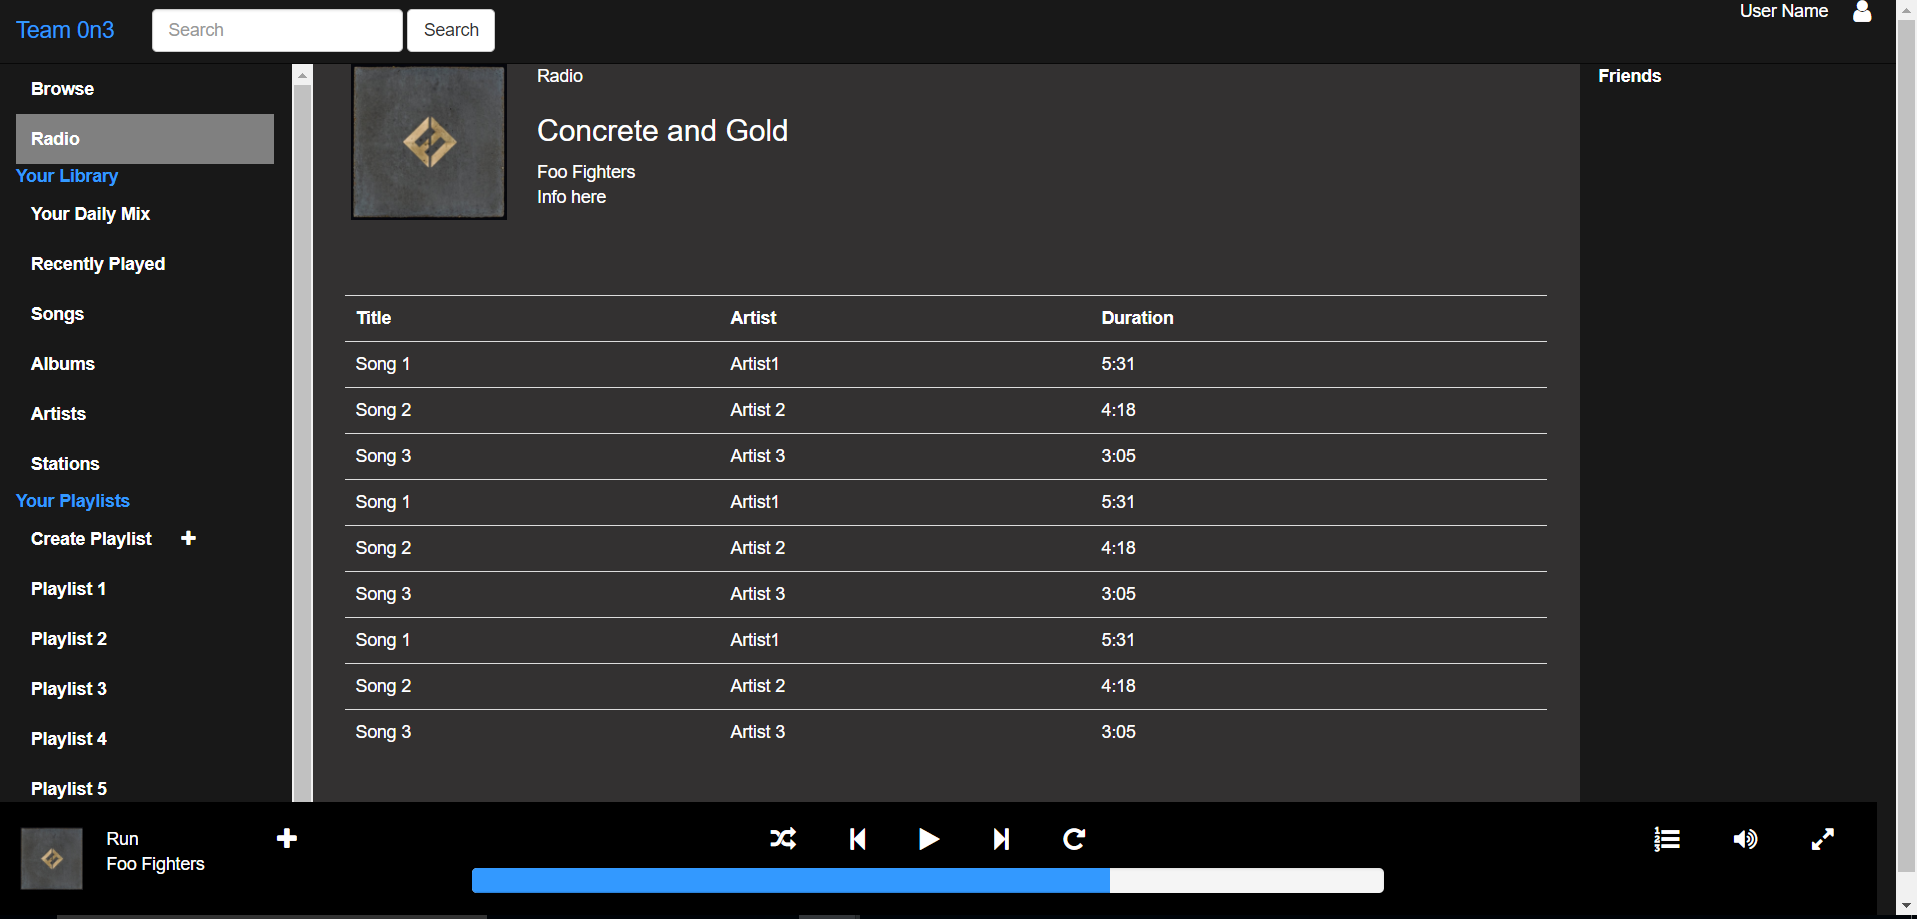 Team 0n3
Search
Search
User Name
Browse
Radio
Your Library
Your Daily Mix
Recently Played
Songs
Albums
Artists
Stations
Your Playlists
Create Playlist
Playlist 1
Playlist 2
Playlist 3
Playlist 4
Playlist 5
Radio
Concrete and Gold
Foo Fighters
Info here
Title Artist Duration
Song 1 Artist1 5:31
Song 2 Artist 2 4:18
Song 3 Artist 3 3:05
Song 1 Artist1 5:31
Song 2 Artist 2 4:18
Song 3 Artist 3 3:05
Song 1 Artist1 5:31
Song 2 Artist 2 4:18
Song 3 Artist 3 3:05
Friends
Run
Foo Fighters